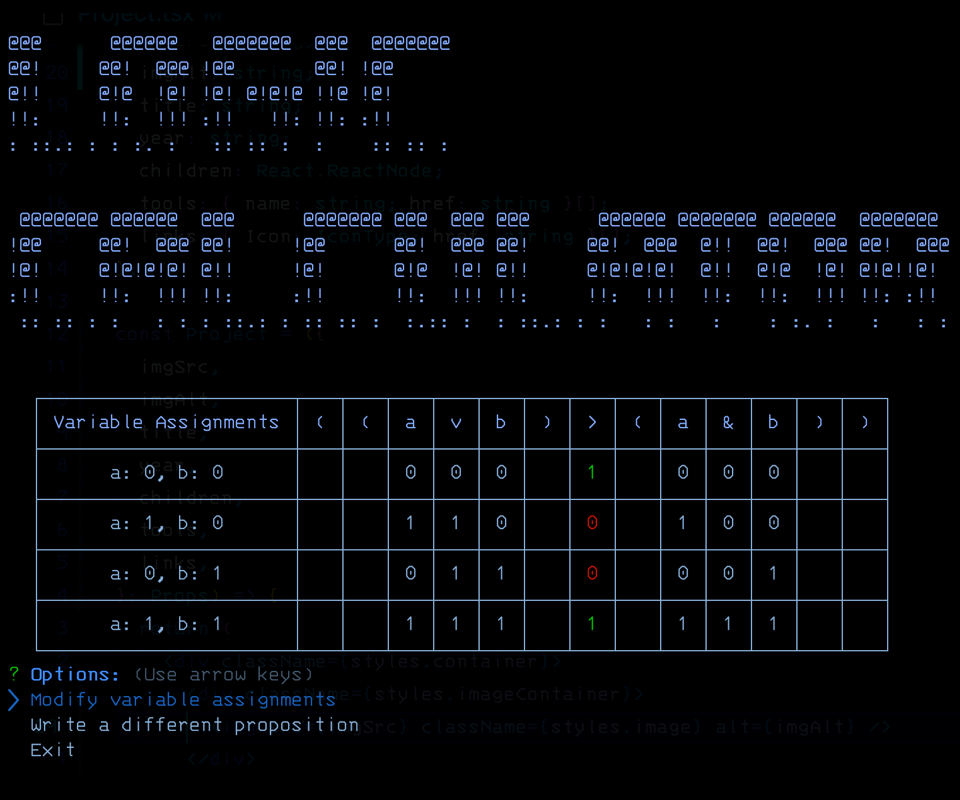 @@@      @@@@@@   @@@@@@@  @@@  @@@@@@@
@@!     @@!  @@@ !@@       @@! !@@
@!!     @!@  !@! !@! @!@!@ !!@ !@!
!!:     !!:  !!! :!!   !!: !!: :!!
: ::.: : : :. :   :: :: :  :    :: :: :
 @@@@@@@ @@@@@@  @@@      @@@@@@@ @@@  @@@ @@@      @@@@@@ @@@@@@@ @@@@@@  @@@@@@@
!@@     @@!  @@@ @@!     !@@      @@!  @@@ @@!     @@!  @@@  @!!  @@!  @@@ @@!  @@@
!@!     @!@!@!@! @!!     !@!      @!@  !@! @!!     @!@!@!@!  @!!  @!@  !@! @!@!!@!
:!!     !!:  !!! !!:     :!!      !!:  !!! !!:     !!:  !!!  !!:  !!:  !!! !!: :!!
 :: :: : :   : : : ::.: : :: :: :  :.:: :  : ::.: : :   : :   :    : :. :   :   : :
Variable Assignments ( ( a v b ) > ( a & b ) )
a: 0, b: 0 0 0 0 1 0 0 0
a: 1, b: 0 1 1 0 0 1 0 0
a: 0, b: 1 0 1 1 0 0 0 1
a: 1, b: 1 1 1 1 1 1 1 1
? Options: (Use arrow keys)
> Modify variable assignments
Write a different proposition
Exit